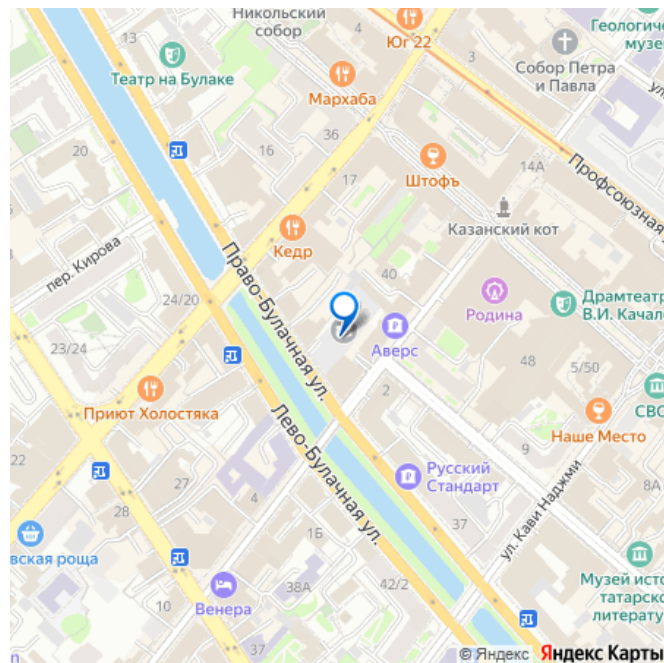 Никольский
собор
Юг 22
Геологиче
музе
13
4
3
Театр на Булаке
Мархаба
Собор Петра
и Павла
ул.
36
16
20
17
14А
Штофъ
Профсоюзная
пер. Кирова
Кедр
Казанский кот
Право-Булачная ул.
40
24/20
Родина
Драмтеатр
В.И. Качало
23/24
Аверс
48
5/50
Приют Холостяка
2
СВО
Наше Место
Лево-Булачная ул.
22
27
4
Русский
Стандарт
9
28
1Б
37
ул. Кави Наджми
вская роща
38А
42/2
Венера
10
Музей исто
татарско
литератур
п
© Яндекс Яндекс Карты